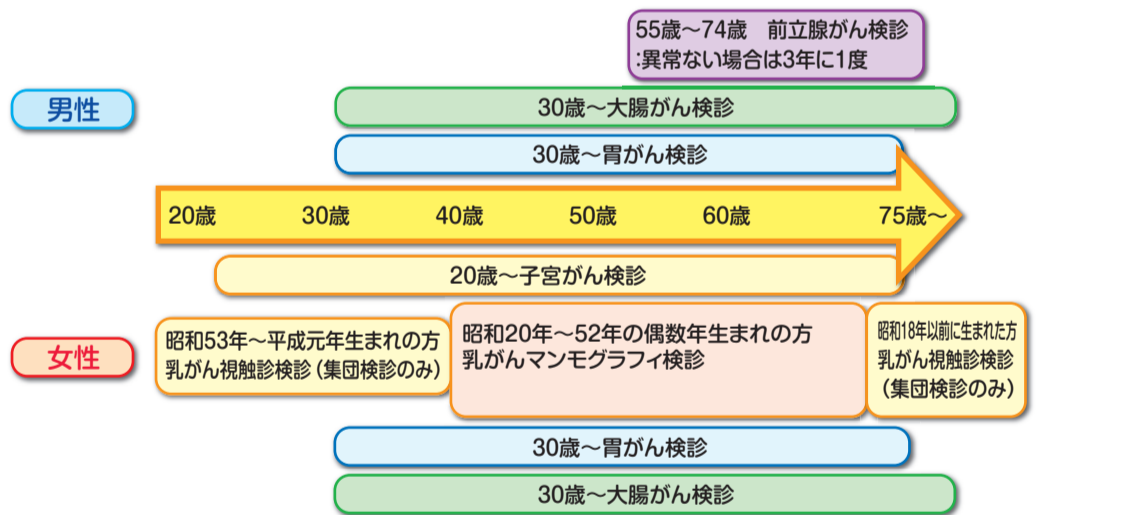 55歳～74歳　前立腺がん検診
:異常ない場合は3年に1度
男性
30歳～大腸がん検診
30歳～胃がん検診
20歳　30歳　40歳　50歳　60歳　75歳～
20歳～子宮がん検診
昭和53年～平成元年生まれの方
乳がん視触診検診（集団検診のみ）
昭和20年～52年の偶数年生まれの方
乳がんマンモグラフィ検診
昭和18年以前に生まれた方
乳がん視触診検診
（集団検診のみ）
女性
30歳～胃がん検診
30歳～大腸がん検診